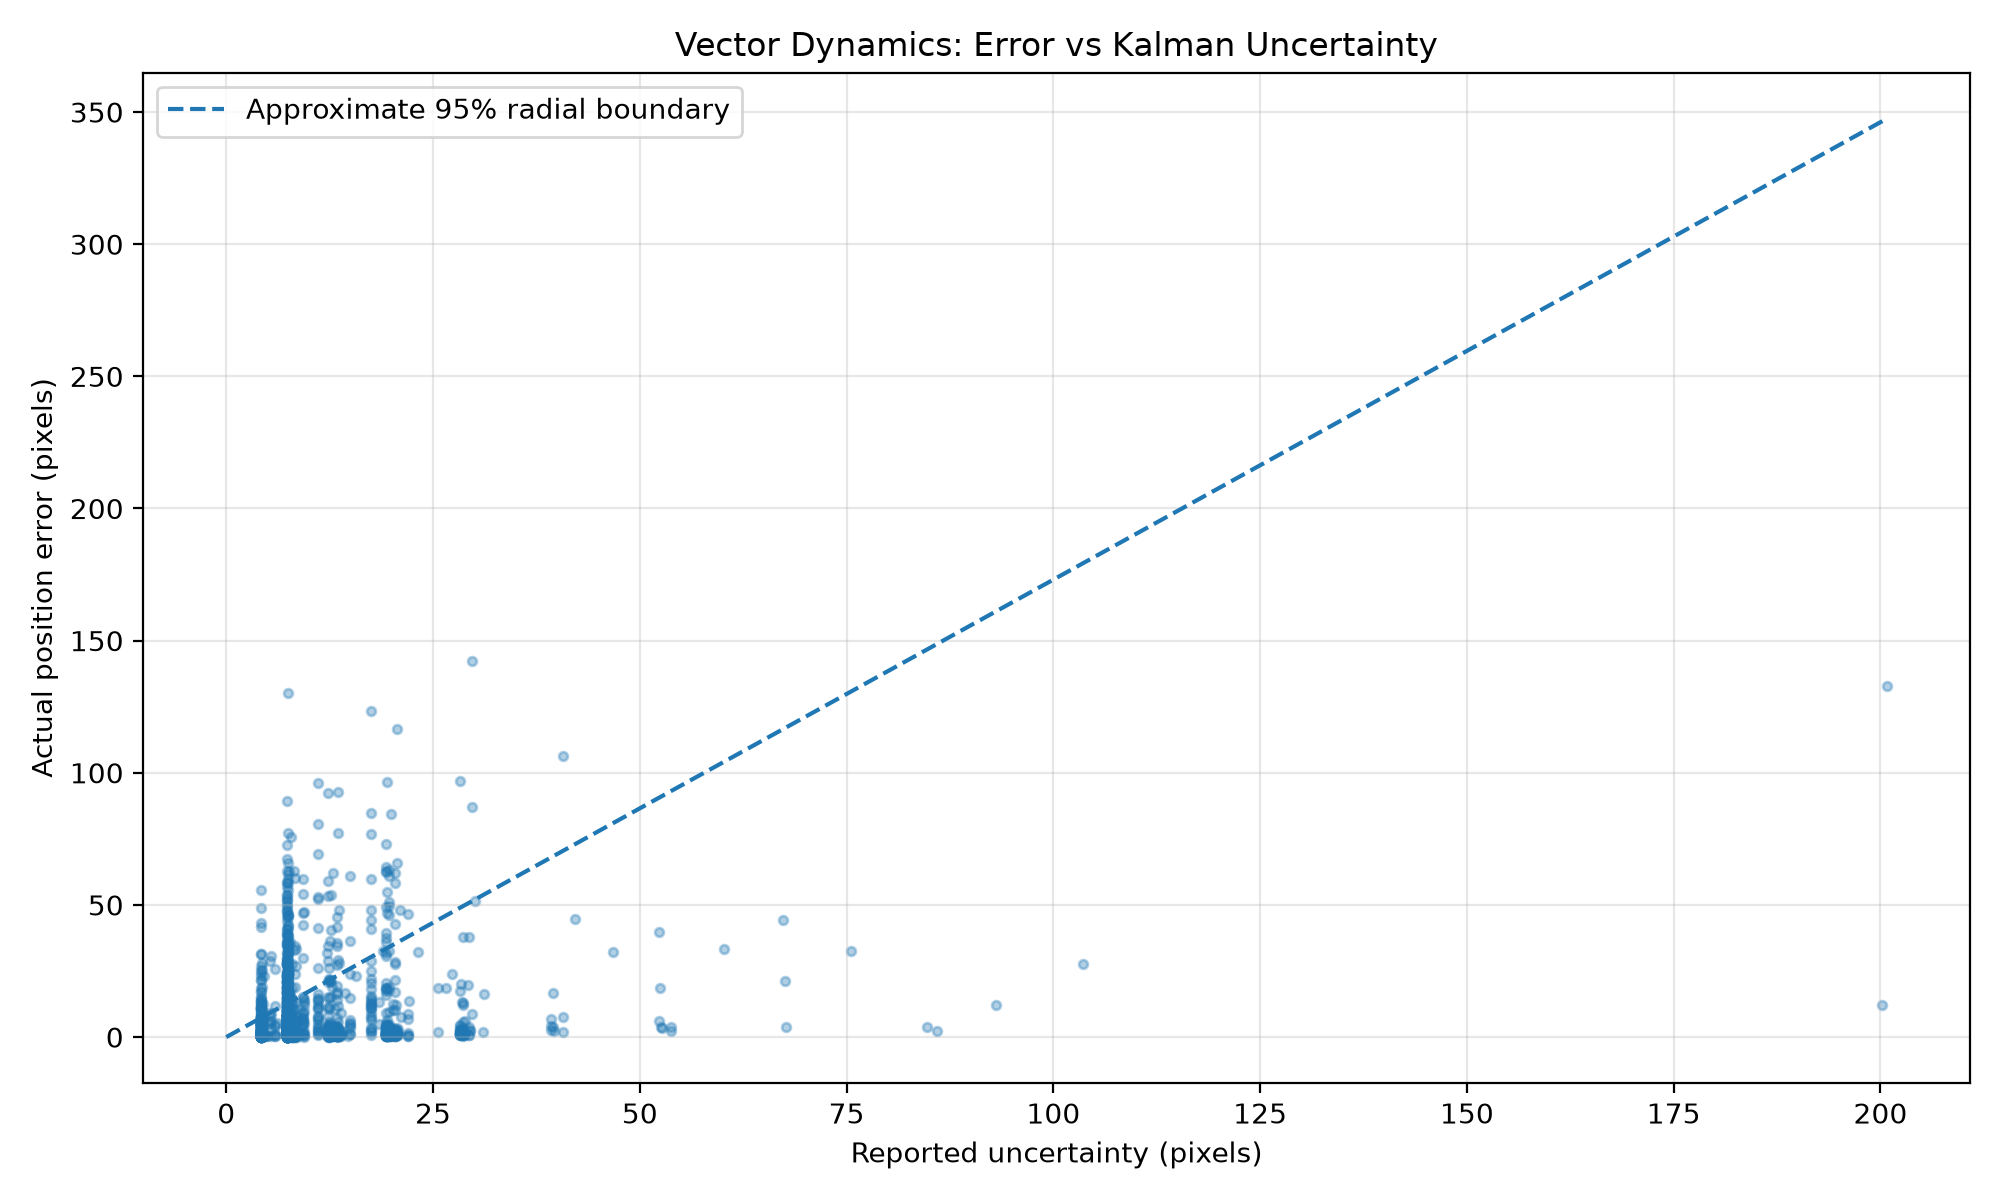 Vector Dynamics: Error vs Kalman Uncertainty
Approximate 95% radial boundary
350
300
250
200
150
100
50
0
Actual position error (pixels)
0 25 50 75 100 125 150 175 200
Reported uncertainty (pixels)